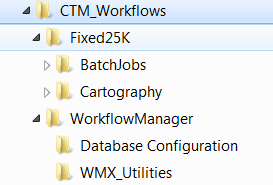 CTM_Workflows
Fixed25K
BatchJobs
Cartography
WorkflowManager
Database Configuration
WMX_Utilities